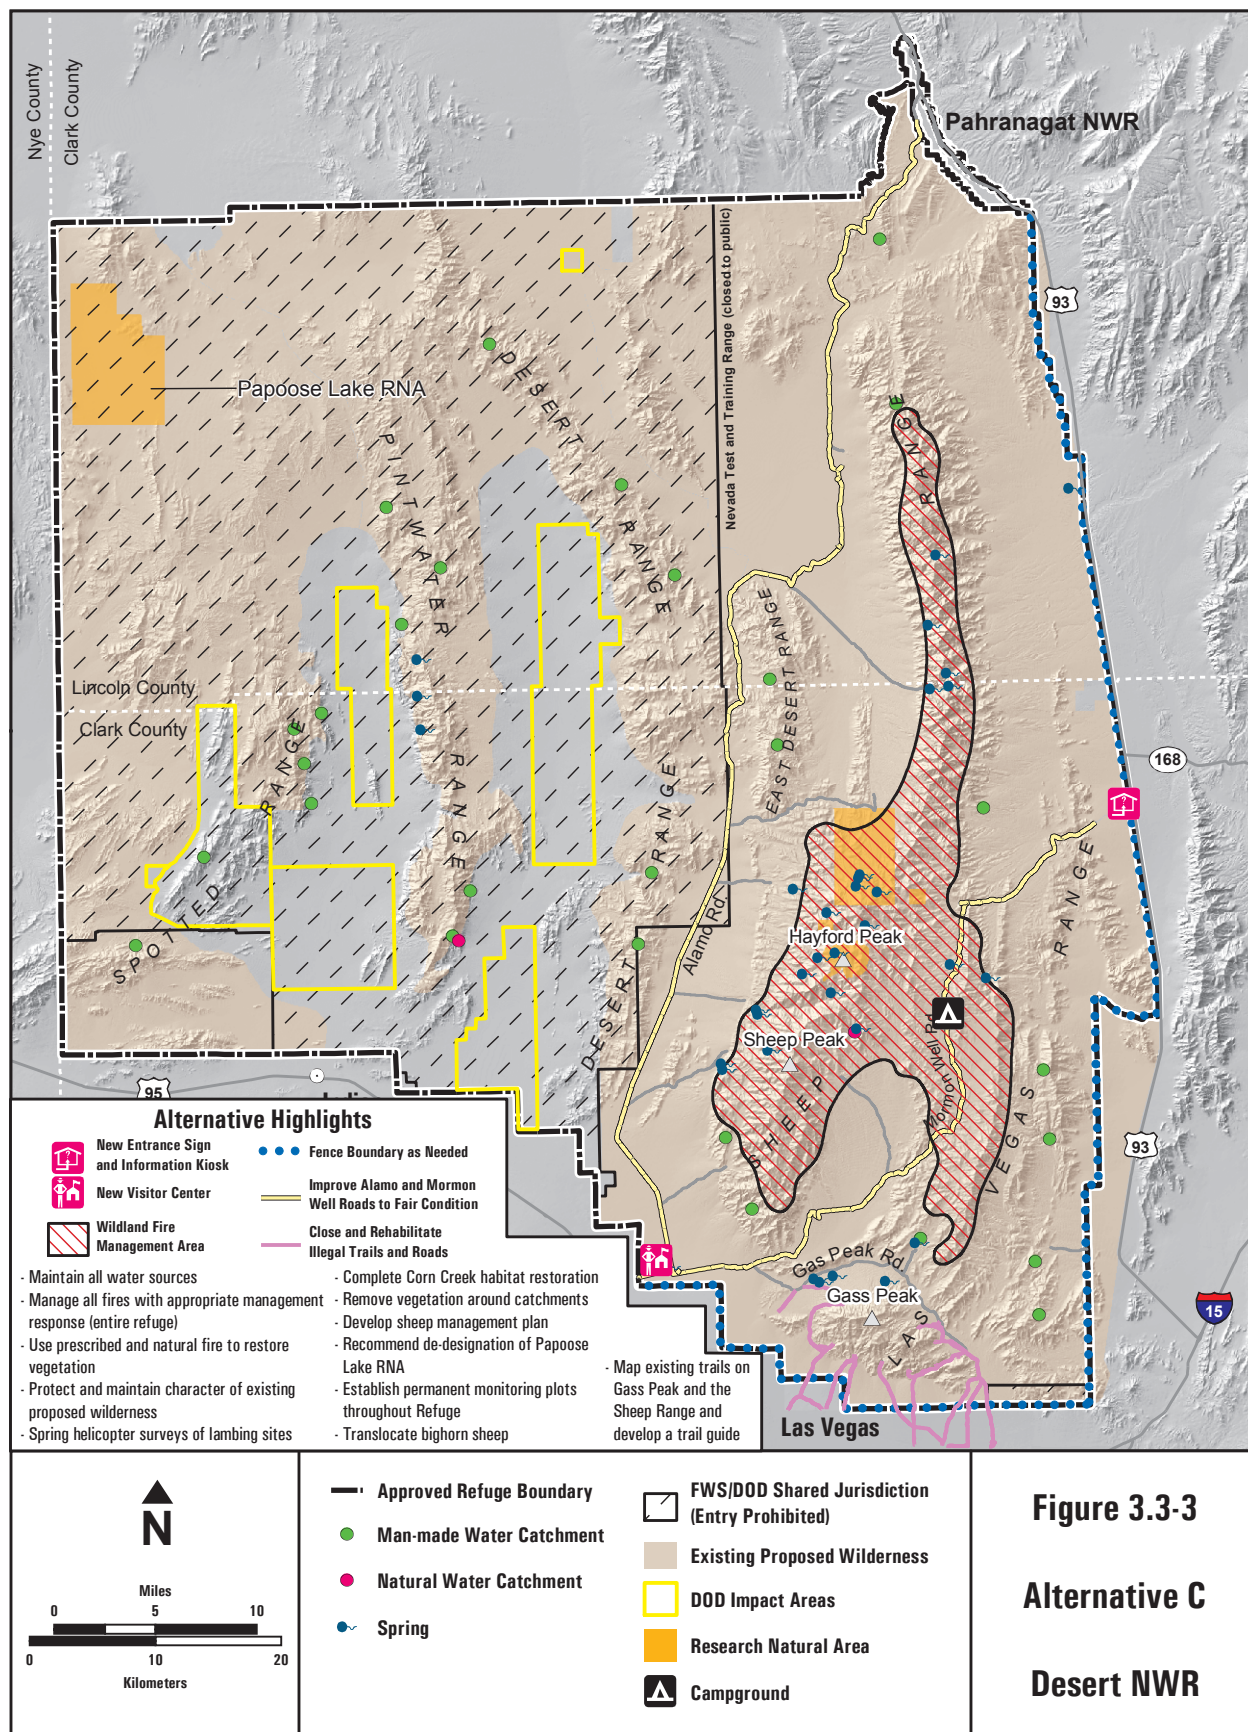 Nye County
Clark County
Pahranagat NWR
Nevada Test and Training Range (closed to public)
93
Papoose Lake RNA
DESERT
RANGE
PINTWATER
RANGE
RANGE
EAST DESERT RANGE
Lincoln County
Clark County
168
SPOTTED
RANGE
DESERT
RANGE
Alamo Rd.
Hayford Peak
Sheep Peak
SHEEP
Mormon Well Rd.
VEGAS
RANGE
LAS
95
93
15
Gas Peak Rd.
Gass Peak
Las Vegas
Alternative Highlights
New Entrance Sign
and Information Kiosk
New Visitor Center
Wildland Fire
Management Area
Fence Boundary as Needed
Improve Alamo and Mormon
Well Roads to Fair Condition
Close and Rehabilitate
Illegal Trails and Roads
- Maintain all water sources
- Manage all fires with appropriate management
response (entire refuge)
- Use prescribed and natural fire to restore
vegetation
- Protect and maintain character of existing
proposed wilderness
- Spring helicopter surveys of lambing sites
- Complete Corn Creek habitat restoration
- Remove vegetation around catchments
- Develop sheep management plan
- Recommend de-designation of Papoose
Lake RNA
- Establish permanent monitoring plots
throughout Refuge
- Translocate bighorn sheep
- Map existing trails on
Gass Peak and the
Sheep Range and
develop a trail guide
N
Miles
0 5 10
0 10 20
Kilometers
Approved Refuge Boundary
Man-made Water Catchment
Natural Water Catchment
Spring
FWS/DOD Shared Jurisdiction
(Entry Prohibited)
Existing Proposed Wilderness
DOD Impact Areas
Research Natural Area
Campground
Figure 3.3-3
Alternative C
Desert NWR